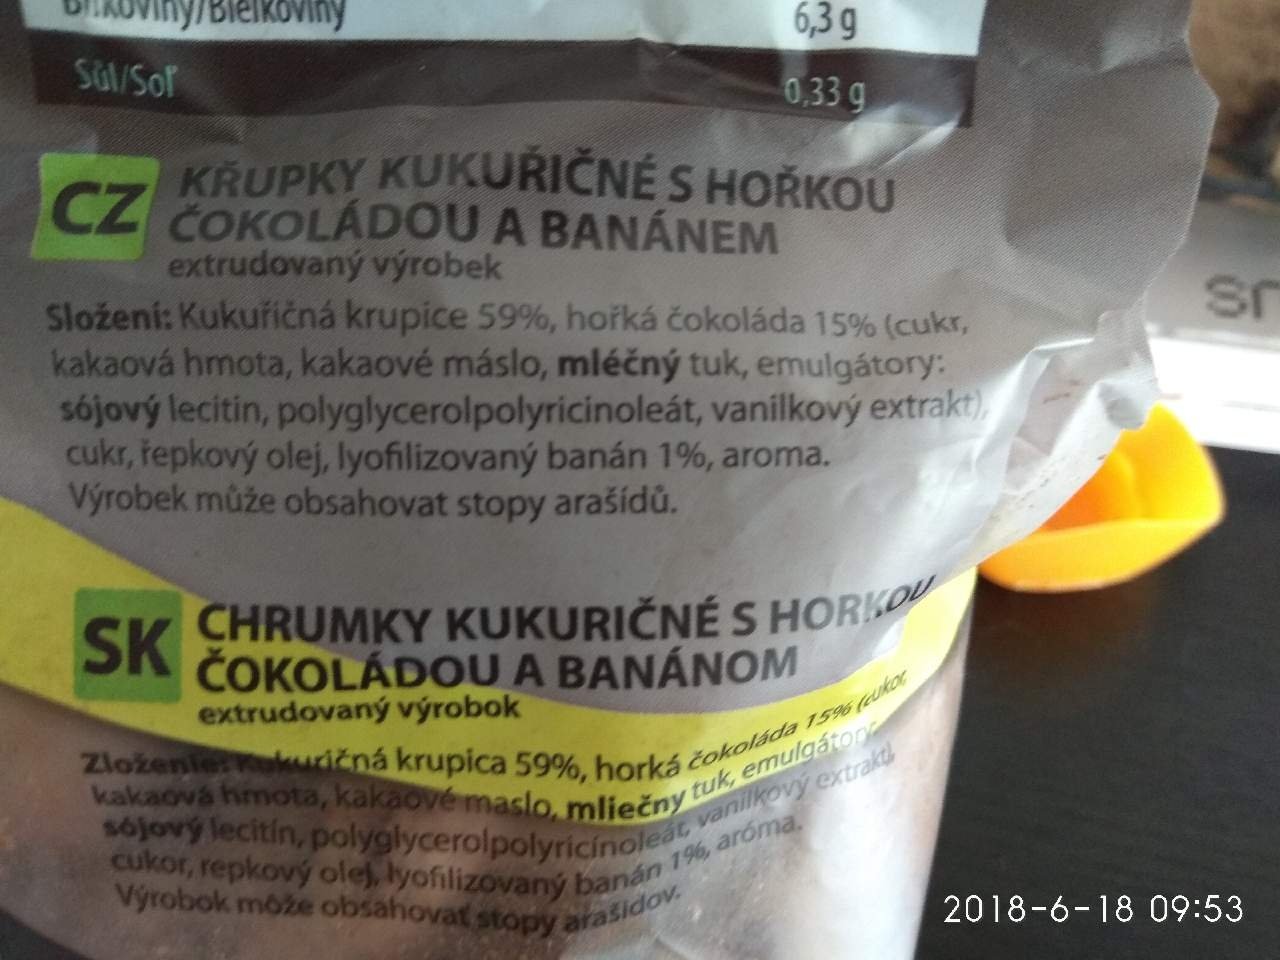 Bílkoviny/Bielkoviny 6,3 g
Sůl/Soľ 0,33 g
CZ KŘUPKY KUKUŘIČNÉ S HOŘKOU
ČOKOLÁDOU A BANÁNEM
extrudovaný výrobek
Složení: Kukuřičná krupice 59%, hořká čokoláda 15% (cukr,
kakaová hmota, kakaové máslo, mléčný tuk, emulgátory:
sójový lecitin, polyglycerolpolyricinoleát, vanilkový extrakt),
cukr, řepkový olej, lyofilizovaný banán 1%, aroma.
Výrobek může obsahovat stopy arašídů.
SK CHRUMKY KUKURIČNÉ S HORKOU
ČOKOLÁDOU A BANÁNOM
extrudovaný výrobok
Zloženie: Kukuričná krupica 59%, horká čokoláda 15% (cukor,
kakaová hmota, kakaové maslo, mliečny tuk, emulgátory:
sójový lecitín, polyglycerolpolyricínoleát, vanilkový extrakt),
cukor, repkový olej, lyofilizovaný banán 1%, aróma.
Výrobok môže obsahovať stopy arašidov.
2018-6-18 09:53